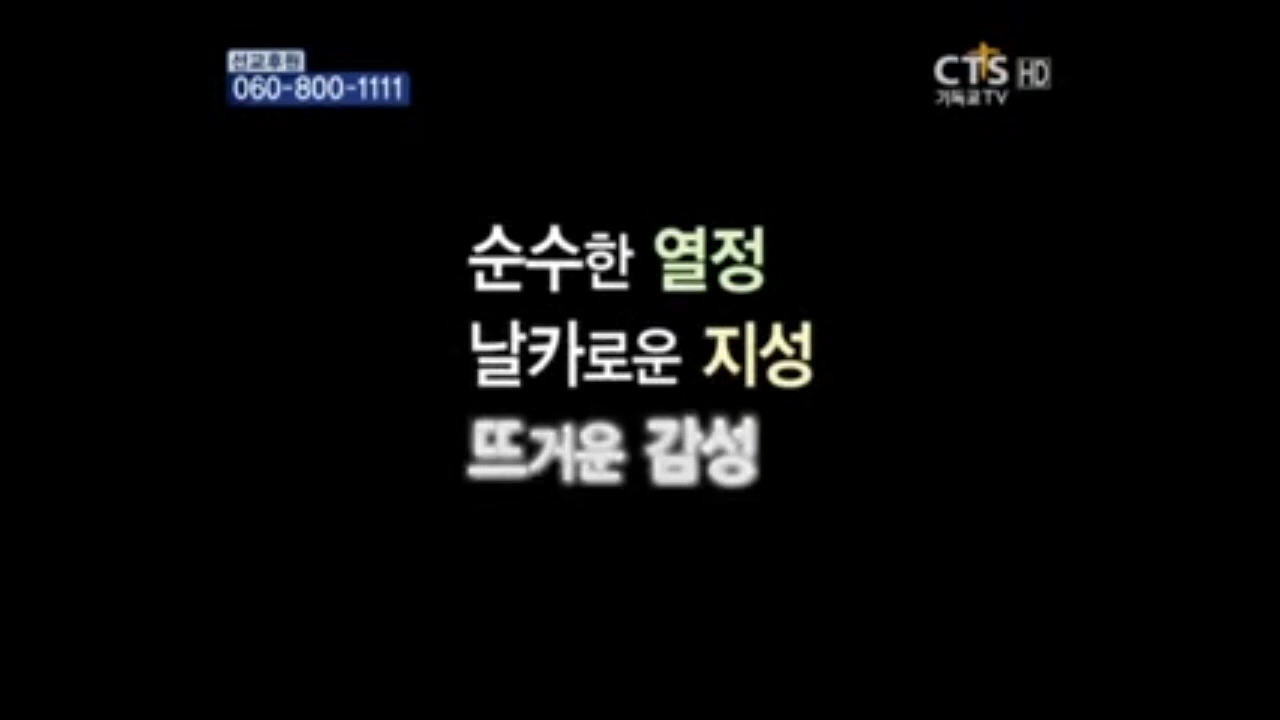 선교후원
060-800-1111
CTS HD
기독교TV
순수한 열정
날카로운 지성
뜨거운 감성